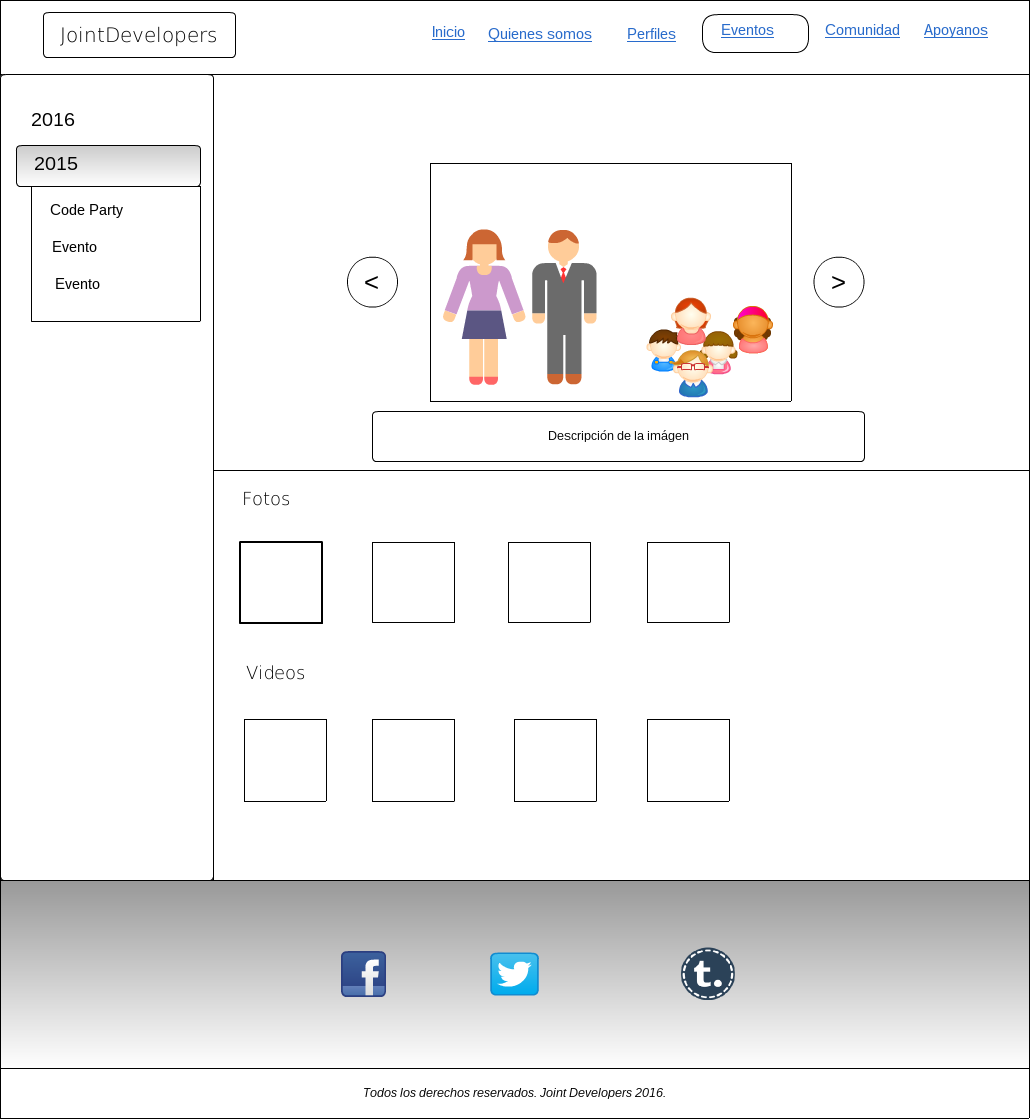 JointDevelopers
Inicio
Quienes somos
Perfiles
Eventos
Comunidad
Apoyanos
2016
2015
Code Party
Evento
Evento
<
>
Descripción de la imágen
Fotos
Videos
f
t.
Todos los derechos reservados. Joint Developers 2016.